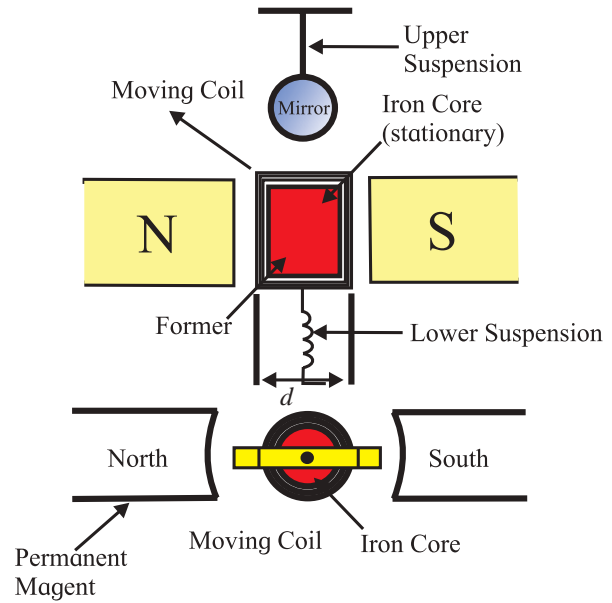 Upper
Suspension
Moving Coil
Mirror
Iron Core
(stationary)
N
S
Former
Lower Suspension
d
North
South
Moving Coil
Iron Core
Permanent
Magent